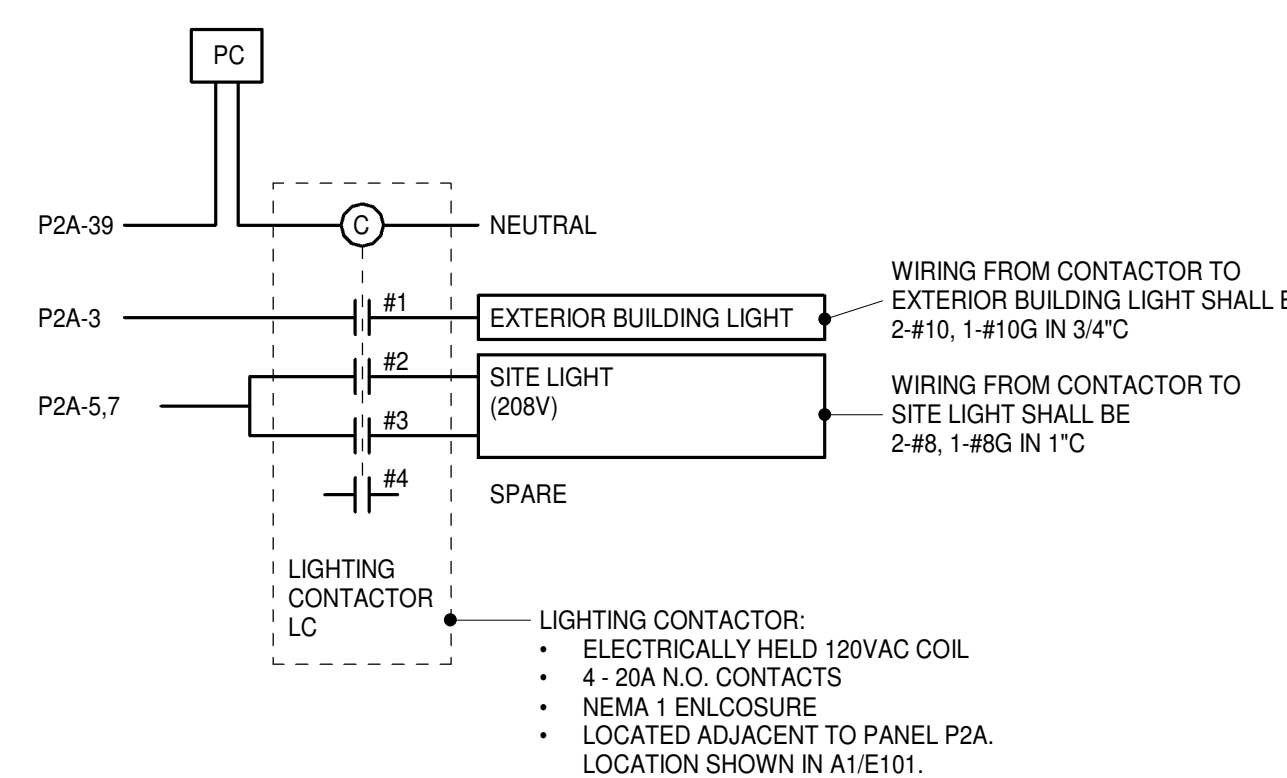 PC
P2A-39
C
NEUTRAL
P2A-3
#1
EXTERIOR BUILDING LIGHT
WIRING FROM CONTACTOR TO
EXTERIOR BUILDING LIGHT SHALL
2-#10, 1-#10G IN 3/4"C
P2A-5,7
#2
#3
SITE LIGHT
(208V)
WIRING FROM CONTACTOR TO
SITE LIGHT SHALL BE
2-#8, 1-#8G IN 1"C
#4
SPARE
LIGHTING
CONTACTOR
LC
LIGHTING CONTACTOR:
• ELECTRICALLY HELD 120VAC COIL
• 4 - 20A N.O. CONTACTS
• NEMA 1 ENLCOSURE
• LOCATED ADJACENT TO PANEL P2A.
LOCATION SHOWN IN A1/E101.